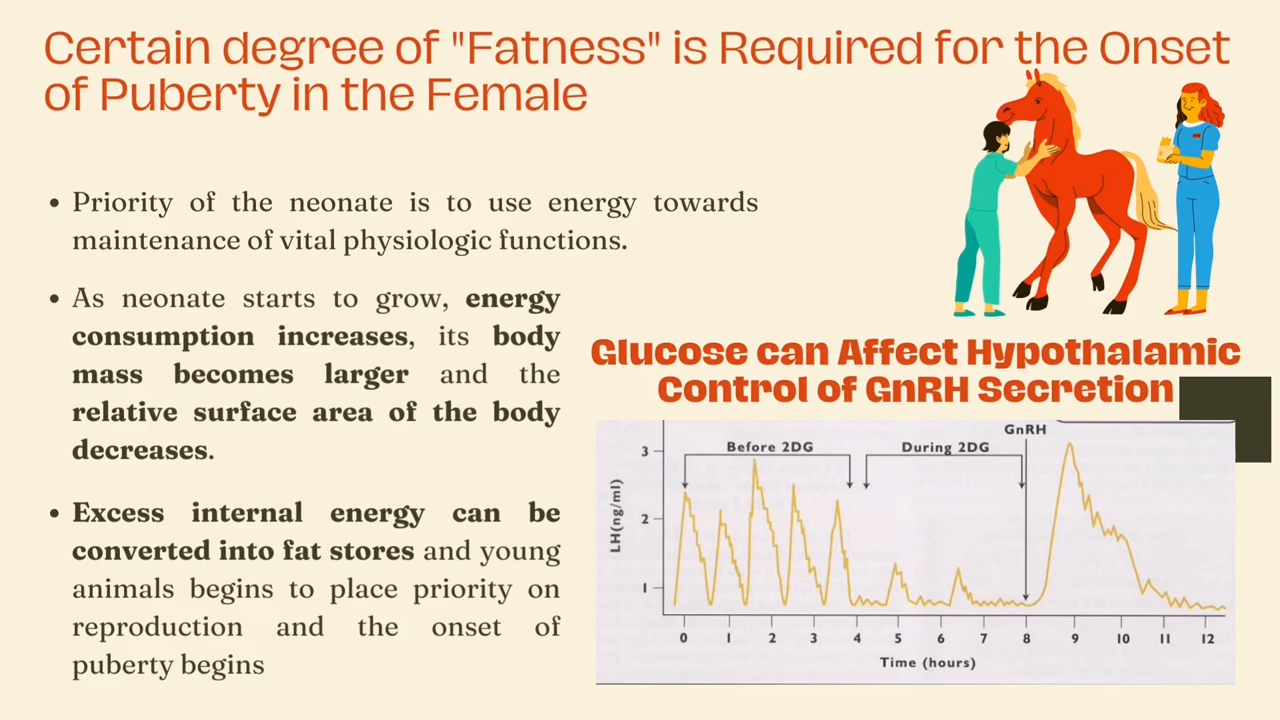 Certain degree of "Fatness" is Required for the Onset
of Puberty in the Female
• Priority of the neonate is to use energy towards
maintenance of vital physiologic functions.
• As neonate starts to grow, energy
consumption increases, its body
mass becomes larger and the
relative surface area of the body
decreases.
• Excess internal energy can be
converted into fat stores and young
animals begins to place priority on
reproduction and the onset of
puberty begins
Glucose can Affect Hypothalamic
Control of GnRH Secretion
GnRH
Before 2DG During 2DG
LH(ng/ml)
3
2
1
0 1 2 3 4 5 6 7 8 9 10 11 12
Time (hours)